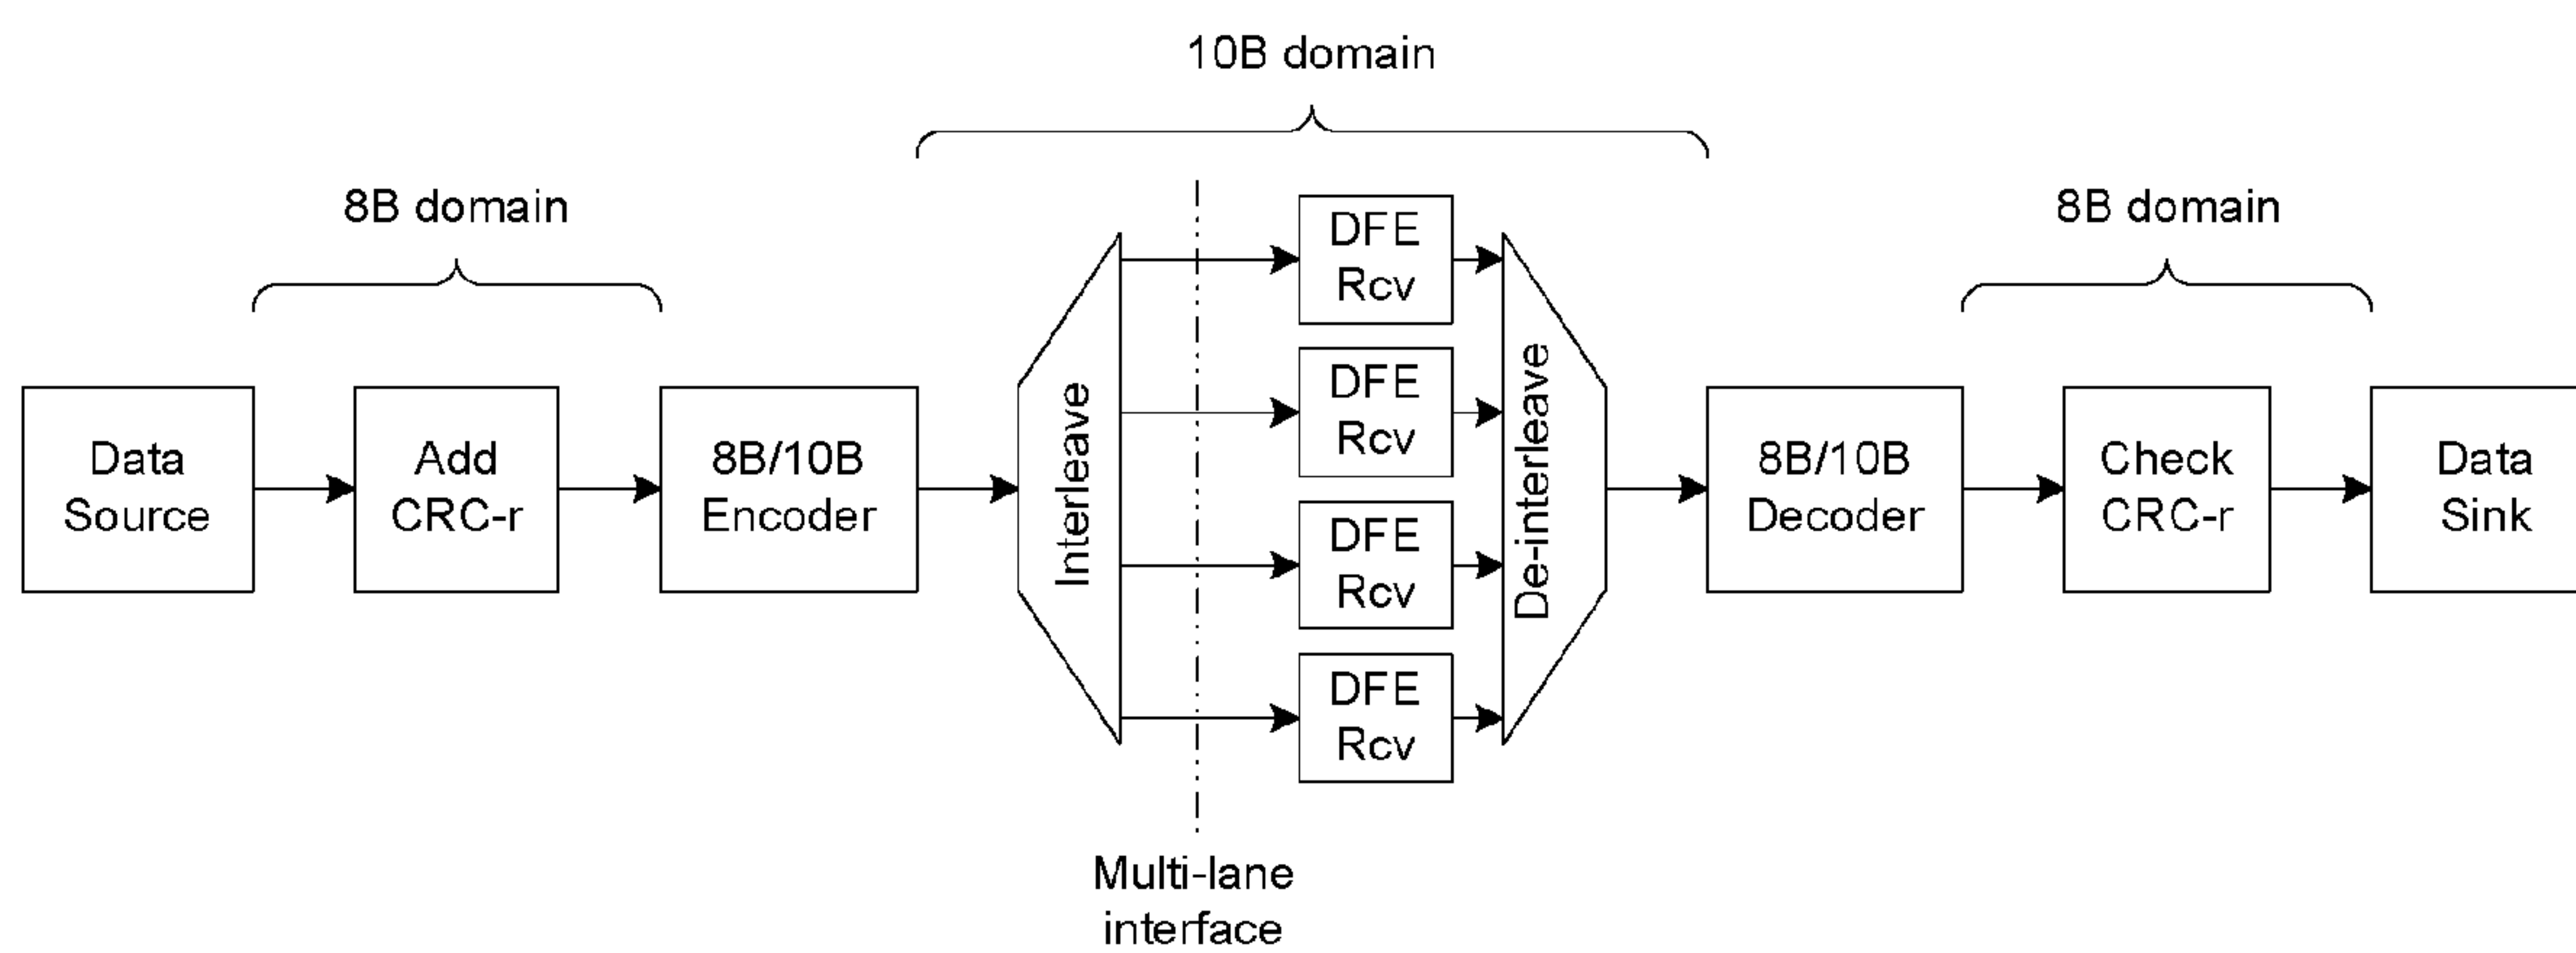 10B domain
8B domain
8B domain
Data
Source
Add
CRC-r
8B/10B
Encoder
Interleave
DFE
Rcv
DFE
Rcv
DFE
Rcv
DFE
Rcv
De-interleave
8B/10B
Decoder
Check
CRC-r
Data
Sink
Multi-lane
interface